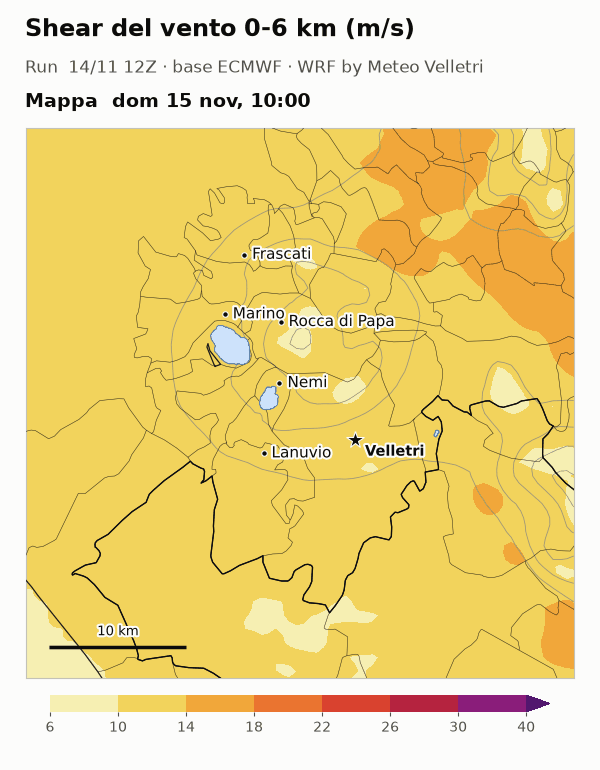 Shear del vento 0-6 km (m/s)
Run  14/11 12Z · base ECMWF · WRF by Meteo Velletri
Mappa  dom 15 nov, 10:00
Frascati
Marino
Rocca di Papa
Nemi
Velletri
Lanuvio
10 km
6 10 14 18 22 26 30 40